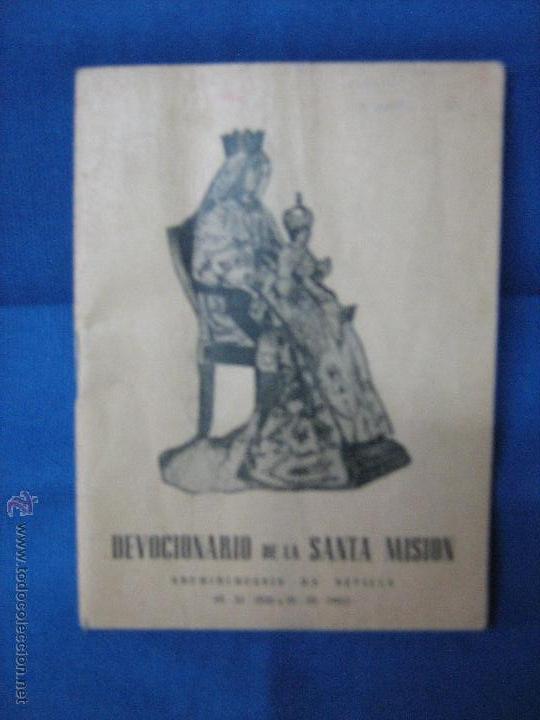 DEVOCIONARIO DE LA SANTA MISION
ARCHIDIOCESIS DE SEVILLA
© www.todocoleccion.net